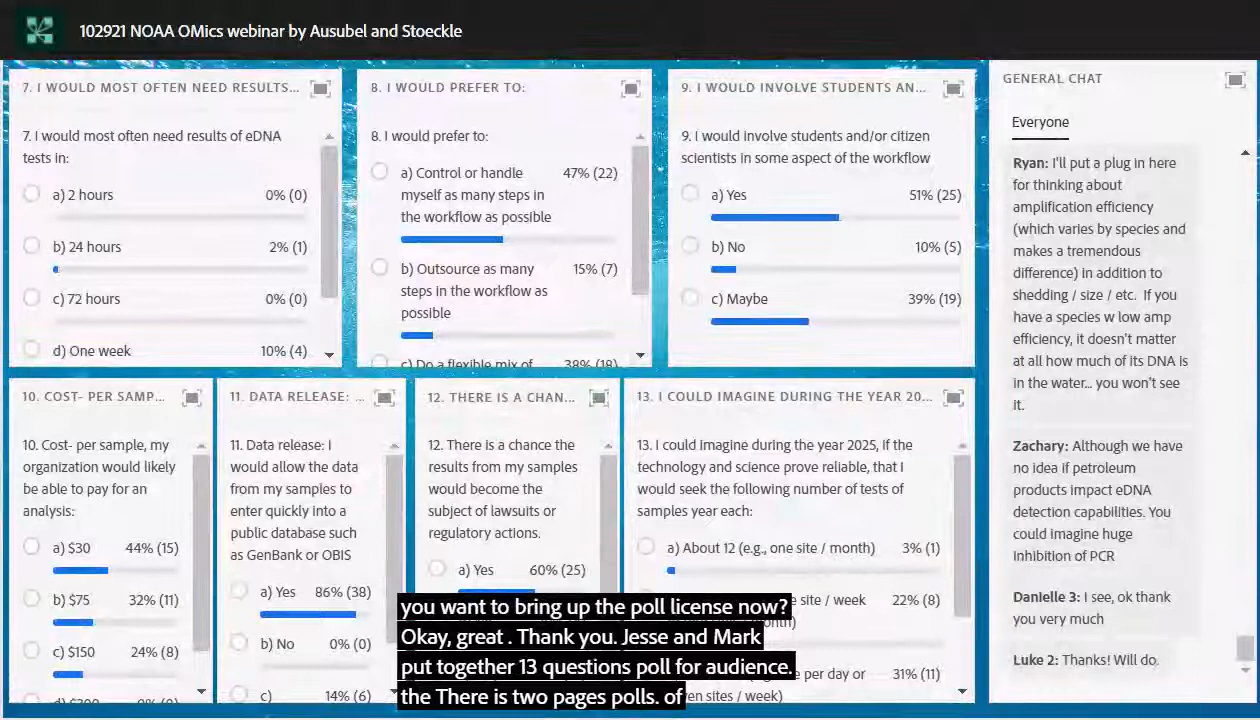 102921 NOAA OMics webinar by Ausubel and Stoeckle
7. I WOULD MOST OFTEN NEED RESULTS...
7. I would most often need results of eDNA
tests in:
a) 2 hours 0% (0)
b) 24 hours 2% (1)
c) 72 hours 0% (0)
d) One week 10% (4)
8. I WOULD PREFER TO:
8. I would prefer to:
a) Control or handle 47% (22)
myself as many steps in
the workflow as possible
b) Outsource as many 15% (7)
steps in the workflow as
possible
c) Do a flexible mix of 38% (18)
9. I WOULD INVOLVE STUDENTS AN...
9. I would involve students and/or citizen
scientists in some aspect of the workflow
a) Yes 51% (25)
b) No 10% (5)
c) Maybe 39% (19)
10. COST- PER SAMP...
10. Cost- per sample, my
organization would likely
be able to pay for an
analysis:
a) $30 44% (15)
b) $75 32% (11)
c) $150 24% (8)
d) $300 0% (0)
11. DATA RELEASE: ...
11. Data release: I
would allow the data
from my samples to
enter quickly into a
public database such
as GenBank or OBIS
a) Yes 86% (38)
b) No 0% (0)
c) 14% (6)
12. THERE IS A CHAN...
12. There is a chance the
results from my samples
would become the
subject of lawsuits or
regulatory actions.
a) Yes 60% (25)
13. I COULD IMAGINE DURING THE YEAR 20...
13. I could imagine during the year 2025, if the
technology and science prove reliable, that I
would seek the following number of tests of
samples year each:
a) About 12 (e.g., one site / month) 3% (1)
e site / week 22% (8)
e per day or 31% (11)
en sites / week)
you want to bring up the poll license now?
Okay, great . Thank you. Jesse and Mark
put together 13 questions poll for audience.
the There is two pages polls. of
GENERAL CHAT
Everyone
Ryan: I'll put a plug in here
for thinking about
amplification efficiency
(which varies by species and
makes a tremendous
difference) in addition to
shedding / size / etc. If you
have a species w low amp
efficiency, it doesn't matter
at all how much of its DNA is
in the water... you won't see
it.
Zachary: Although we have
no idea if petroleum
products impact eDNA
detection capabilities. You
could imagine huge
inhibition of PCR
Danielle 3: I see, ok thank
you very much
Luke 2: Thanks! Will do.